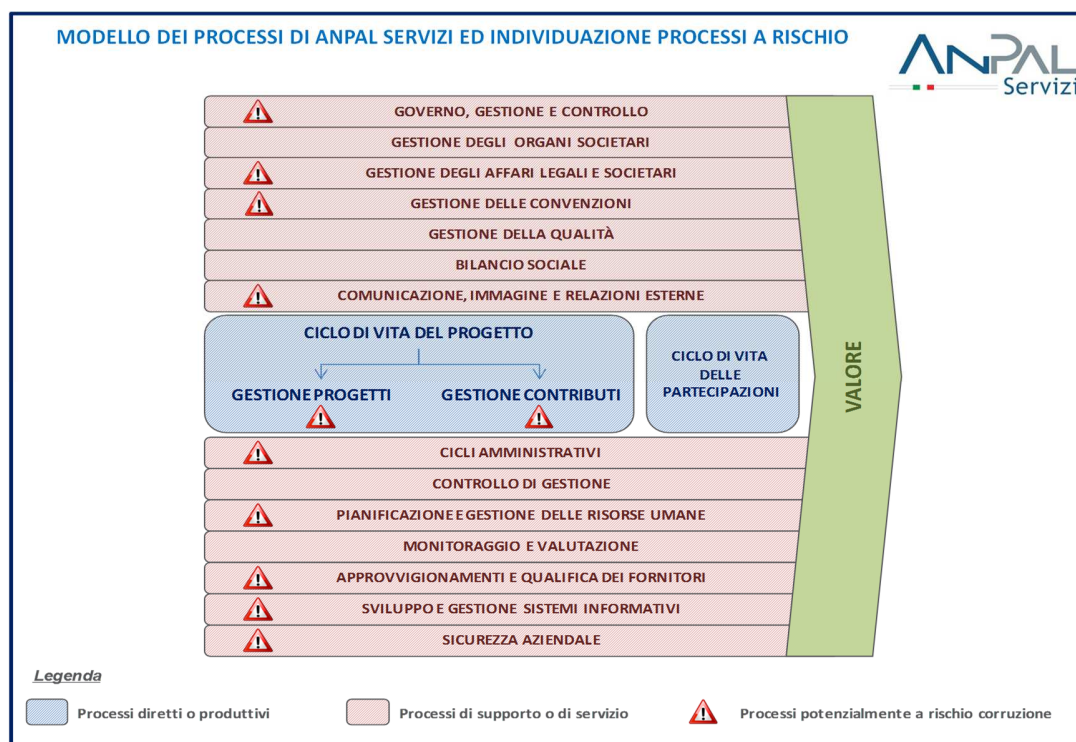 MODELLO DEI PROCESSI DI ANPAL SERVIZI ED INDIVIDUAZIONE PROCESSI A RISCHIO
ANPAL
Servizi
GOVERNO, GESTIONE E CONTROLLO
GESTIONE DEGLI ORGANI SOCIETARI
GESTIONE DEGLI AFFARI LEGALI E SOCIETARI
GESTIONE DELLE CONVENZIONI
GESTIONE DELLA QUALITÀ
BILANCIO SOCIALE
COMUNICAZIONE, IMMAGINE E RELAZIONI ESTERNE
CICLO DI VITA DEL PROGETTO
GESTIONE PROGETTI
GESTIONE CONTRIBUTI
CICLO DI VITA
DELLE
PARTECIPAZIONI
VALORE
CICLI AMMINISTRATIVI
CONTROLLO DI GESTIONE
PIANIFICAZIONE E GESTIONE DELLE RISORSE UMANE
MONITORAGGIO E VALUTAZIONE
APPROVVIGIONAMENTI E QUALIFICA DEI FORNITORI
SVILUPPO E GESTIONE SISTEMI INFORMATIVI
SICUREZZA AZIENDALE
Legenda
Processi diretti o produttivi
Processi di supporto o di servizio
Processi potenzialmente a rischio corruzione